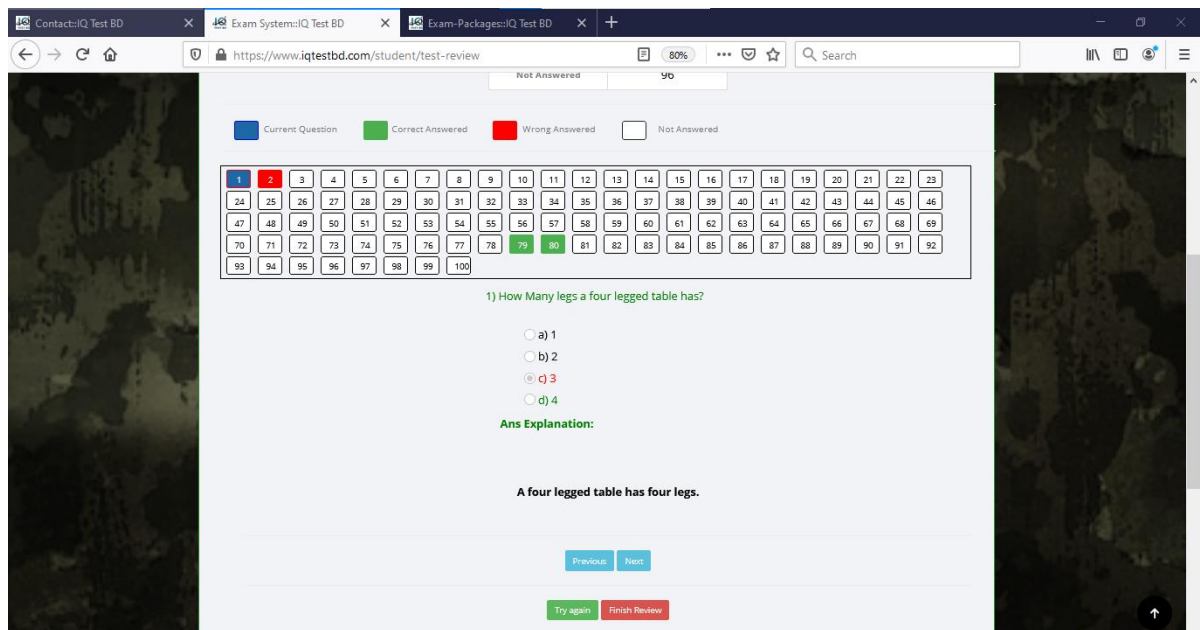 Contact::IQ Test BD
Exam System::IQ Test BD
Exam-Packages::IQ Test BD
https://www.iqtestbd.com/student/test-review
80%
Search
Not Answered 96
Current Question Correct Answered Wrong Answered Not Answered
1 2 3 4 5 6 7 8 9 10 11 12 13 14 15 16 17 18 19 20 21 22 23
24 25 26 27 28 29 30 31 32 33 34 35 36 37 38 39 40 41 42 43 44 45 46
47 48 49 50 51 52 53 54 55 56 57 58 59 60 61 62 63 64 65 66 67 68 69
70 71 72 73 74 75 76 77 78 79 80 81 82 83 84 85 86 87 88 89 90 91 92
93 94 95 96 97 98 99 100
1) How Many legs a four legged table has?
a) 1
b) 2
c) 3
d) 4
Ans Explanation:
A four legged table has four legs.
Previous Next
Try again Finish Review